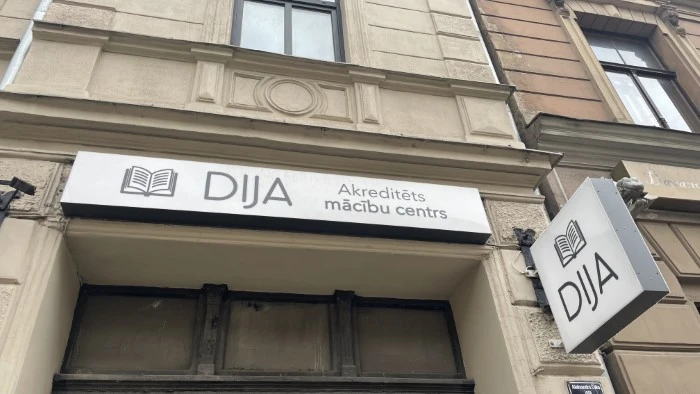 DIJA
Akreditēts
mācību centrs
DIJA